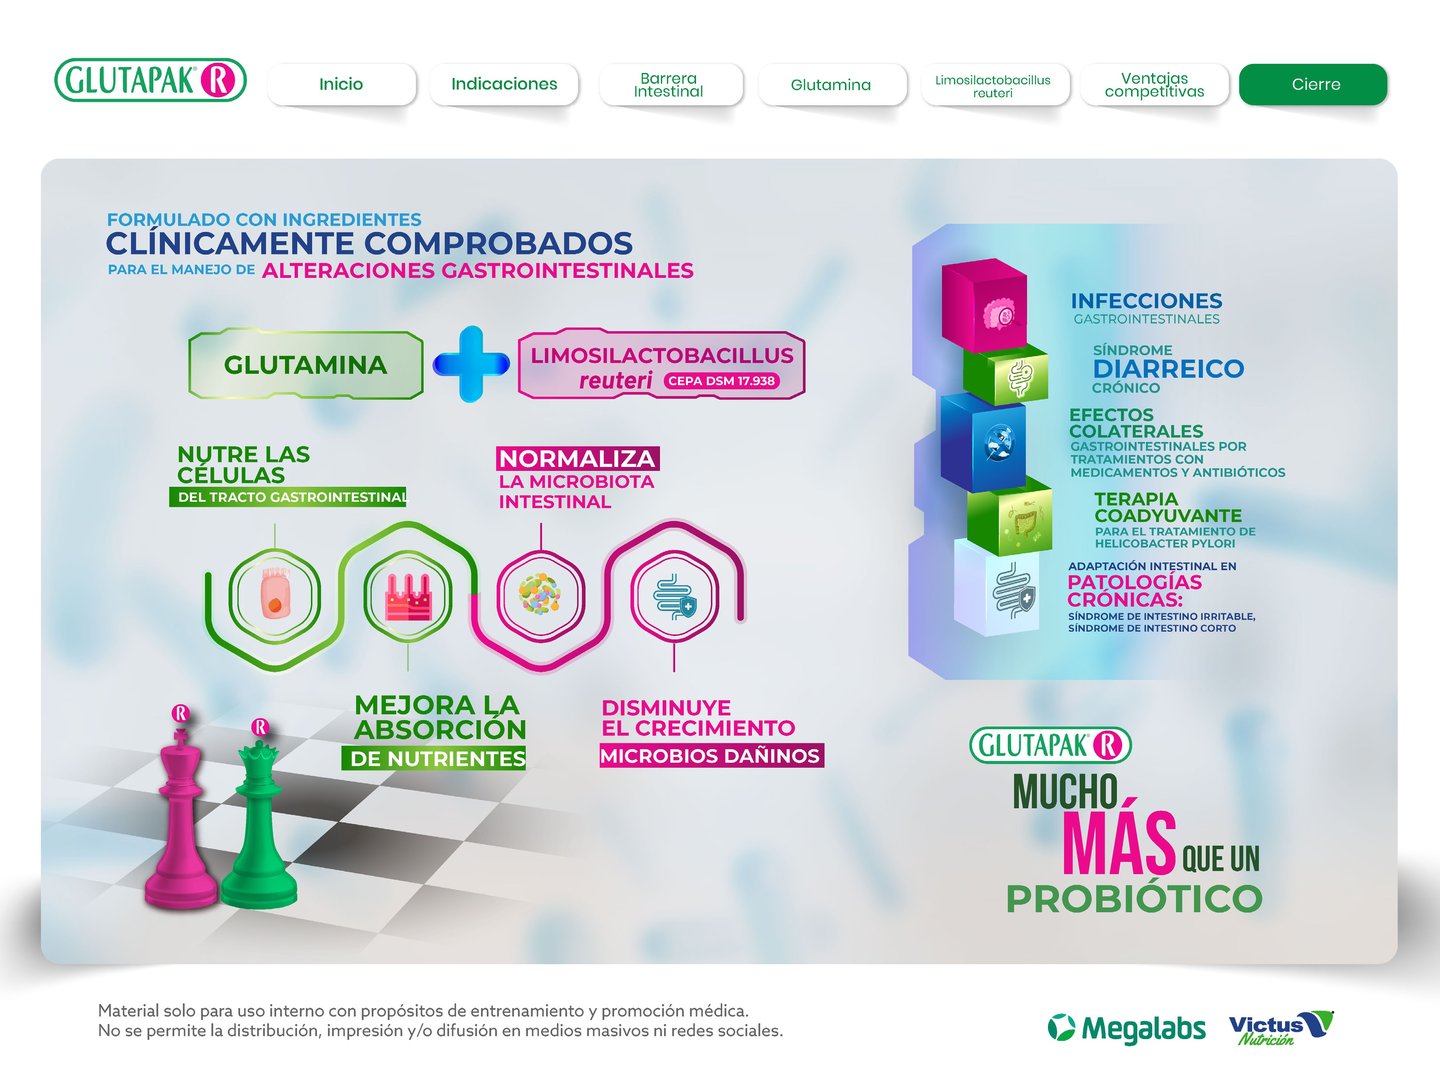 GLUTAPAK® R
Inicio
Indicaciones
Barrera
Intestinal
Glutamina
Limosilactobacillus
reuteri
Ventajas
competitivas
Cierre
FORMULADO CON INGREDIENTES
CLÍNICAMENTE COMPROBADOS
PARA EL MANEJO DE ALTERACIONES GASTROINTESTINALES
GLUTAMINA
LIMOSILACTOBACILLUS
reuteri CEPA DSM 17.938
NUTRE LAS
CÉLULAS
DEL TRACTO GASTROINTESTINAL
NORMALIZA
LA MICROBIOTA
INTESTINAL
MEJORA LA
ABSORCIÓN
DE NUTRIENTES
DISMINUYE
EL CRECIMIENTO
MICROBIOS DAÑINOS
R
R
INFECCIONES
GASTROINTESTINALES
SÍNDROME
DIARREICO
CRÓNICO
EFECTOS
COLATERALES
GASTROINTESTINALES POR
TRATAMIENTOS CON
MEDICAMENTOS Y ANTIBIÓTICOS
TERAPIA
COADYUVANTE
PARA EL TRATAMIENTO DE
HELICOBACTER PYLORI
ADAPTACIÓN INTESTINAL EN
PATOLOGÍAS
CRÓNICAS:
SÍNDROME DE INTESTINO IRRITABLE,
SÍNDROME DE INTESTINO CORTO
GLUTAPAK® R
MUCHO
MÁS QUE UN
PROBIÓTICO
Material solo para uso interno con propósitos de entrenamiento y promoción médica.
No se permite la distribución, impresión y/o difusión en medios masivos ni redes sociales.
Megalabs
Victus
Nutrición